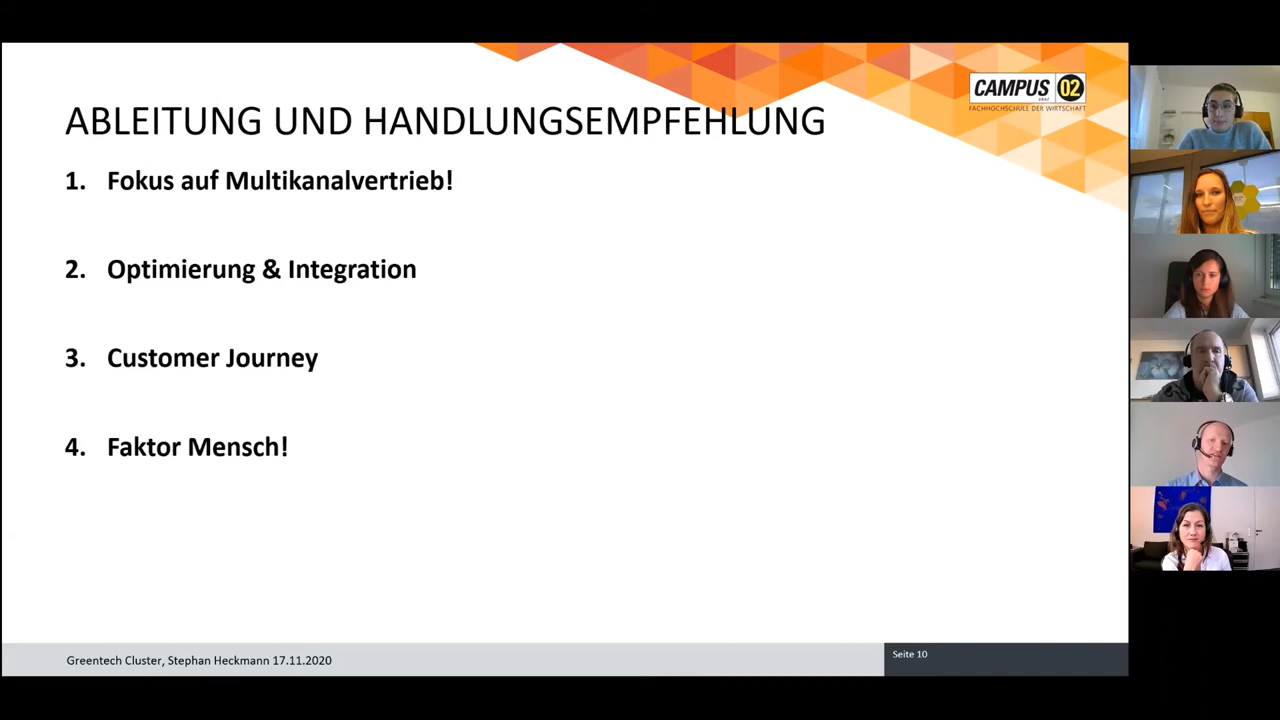 CAMPUS 02
FACHHOCHSCHULE DER WIRTSCHAFT
ABLEITUNG UND HANDLUNGSEMPFEHLUNG
1. Fokus auf Multikanalvertrieb!
2. Optimierung & Integration
3. Customer Journey
4. Faktor Mensch!
Greentech Cluster, Stephan Heckmann 17.11.2020
Seite 10